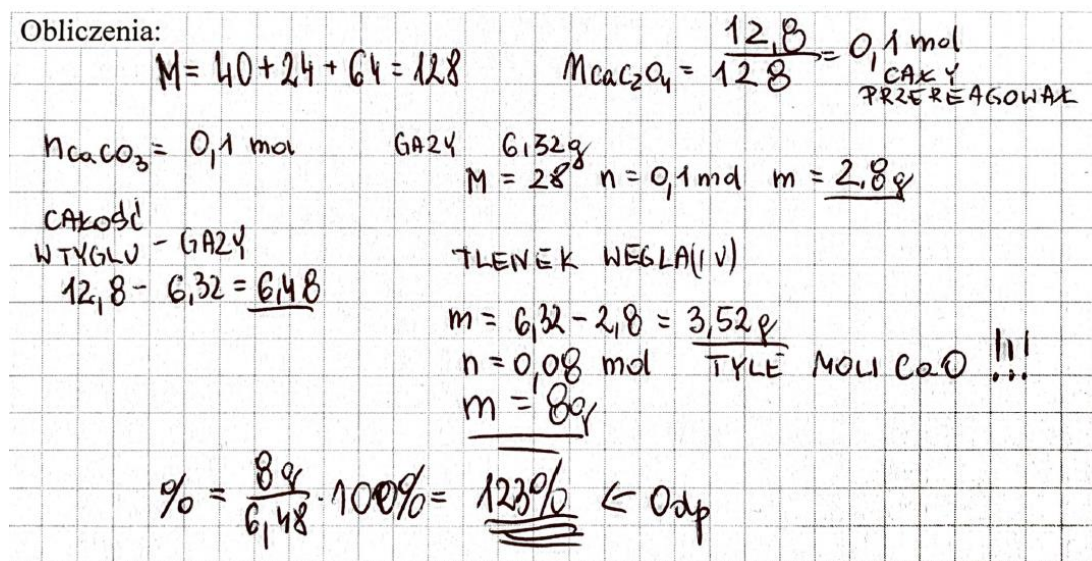 Obliczenia:
M = 40 + 24 + 64 = 128
nCaC₂O₄ = 12,8 / 128 = 0,1 mol
CAŁY
PRZEREAGOWAŁ
nCaCO₃ = 0,1 mol
GAZY 6,32g
M = 28 n = 0,1 mol m = 2,8g
CAŁOŚĆ
W TYGLU - GAZY
12,8 - 6,32 = 6,48
TLENEK WĘGLA(IV)
m = 6,32 - 2,8 = 3,52g
n = 0,08 mol TYLE MOLI CaO !!!
m = 8g
% = 8g / 6,48 · 100% = 123% ← Odp